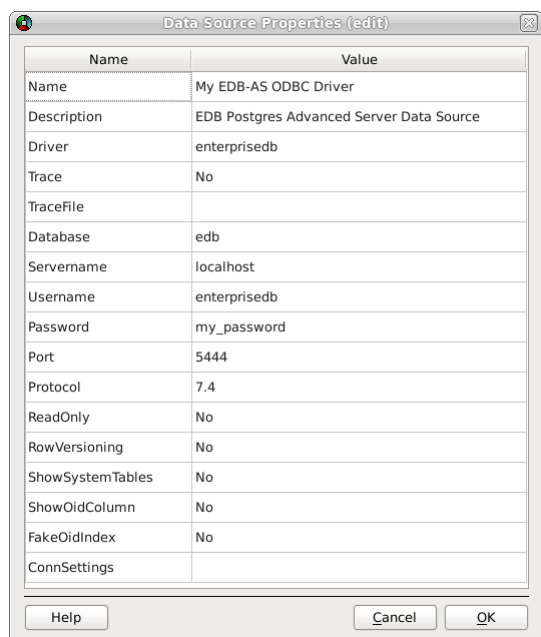 Data Source Properties (edit)
Name Value
Name My EDB-AS ODBC Driver
Description EDB Postgres Advanced Server Data Source
Driver enterprisedb
Trace No
TraceFile
Database edb
Servername localhost
Username enterprisedb
Password my_password
Port 5444
Protocol 7.4
ReadOnly No
RowVersioning No
ShowSystemTables No
ShowOidColumn No
FakeOidIndex No
ConnSettings
Help Cancel OK